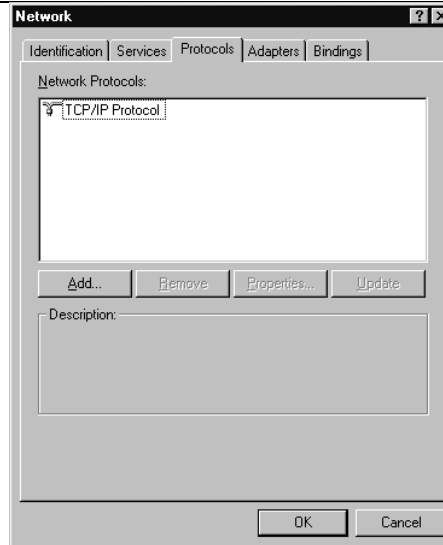 Network
Identification Services Protocols Adapters Bindings
Network Protocols:
TCP/IP Protocol
Add... Remove Properties... Update
Description:
OK Cancel